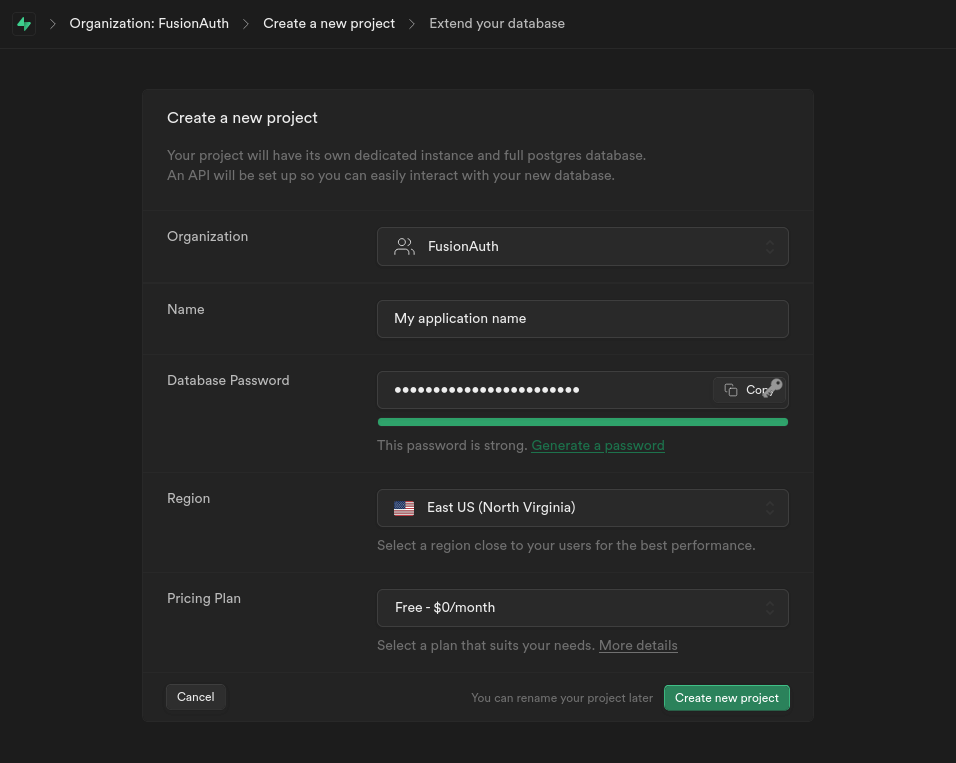 Organization: FusionAuth > Create a new project > Extend your database
Create a new project
Your project will have its own dedicated instance and full postgres database.
An API will be set up so you can easily interact with your new database.
Organization
FusionAuth
Name
My application name
Database Password
••••••••••••••••••••••••
This password is strong. Generate a password
Region
East US (North Virginia)
Select a region close to your users for the best performance.
Pricing Plan
Free - $0/month
Select a plan that suits your needs. More details
Cancel
You can rename your project later
Create new project